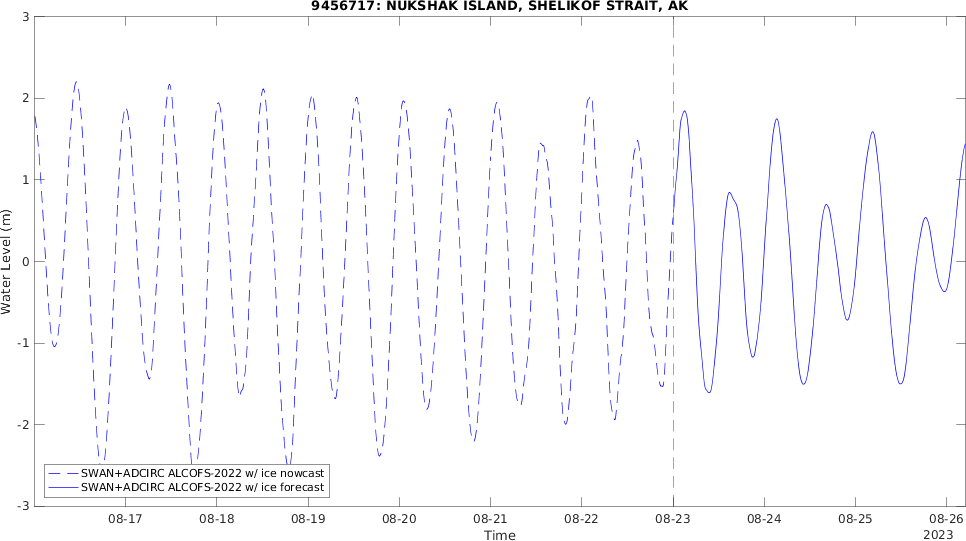 9456717: NUKSHAK ISLAND, SHELIKOF STRAIT, AK
3
2
1
0
-1
-2
-3
Water Level (m)
SWAN+ADCIRC ALCOFS-2022 w/ ice nowcast
SWAN+ADCIRC ALCOFS-2022 w/ ice forecast
08-17 08-18 08-19 08-20 08-21 08-22 08-23 08-24 08-25 08-26
Time 2023